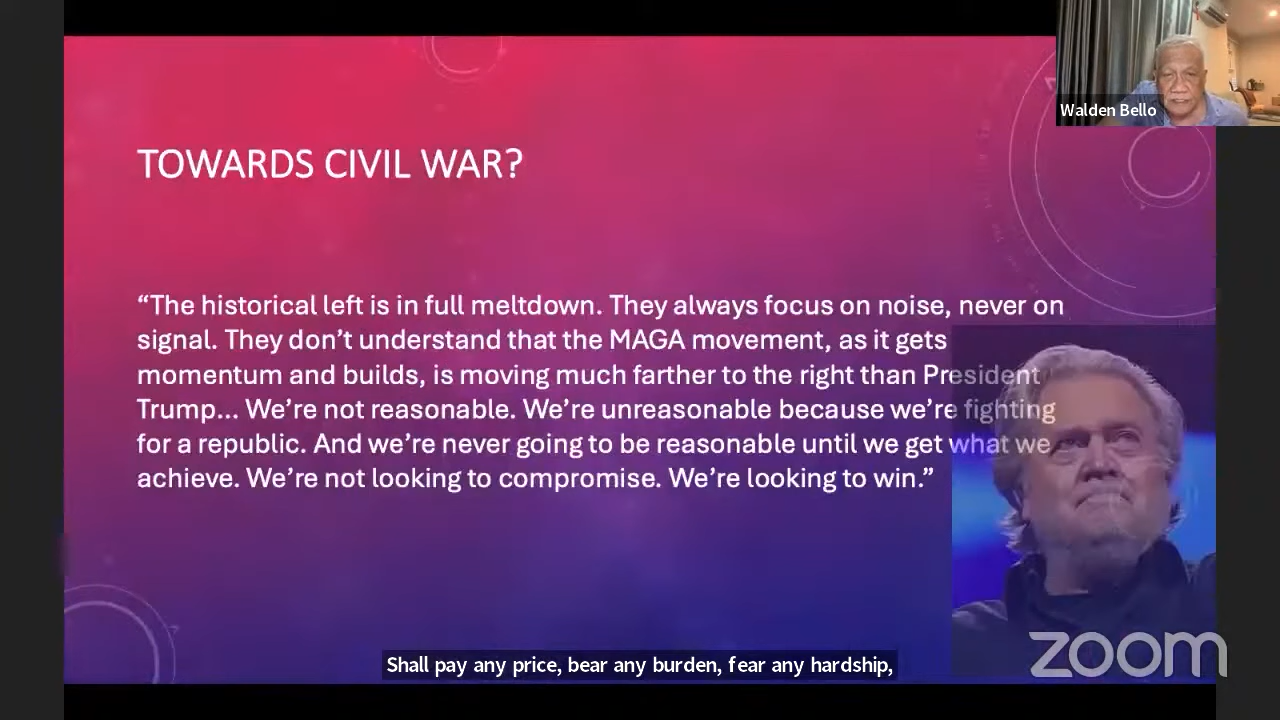 Walden Bello
TOWARDS CIVIL WAR?
“The historical left is in full meltdown. They always focus on noise, never on
signal. They don’t understand that the MAGA movement, as it gets
momentum and builds, is moving much farther to the right than President
Trump... We’re not reasonable. We’re unreasonable because we’re fighting
for a republic. And we’re never going to be reasonable until we get what we
achieve. We’re not looking to compromise. We’re looking to win.”
Shall pay any price, bear any burden, fear any hardship,
zoom